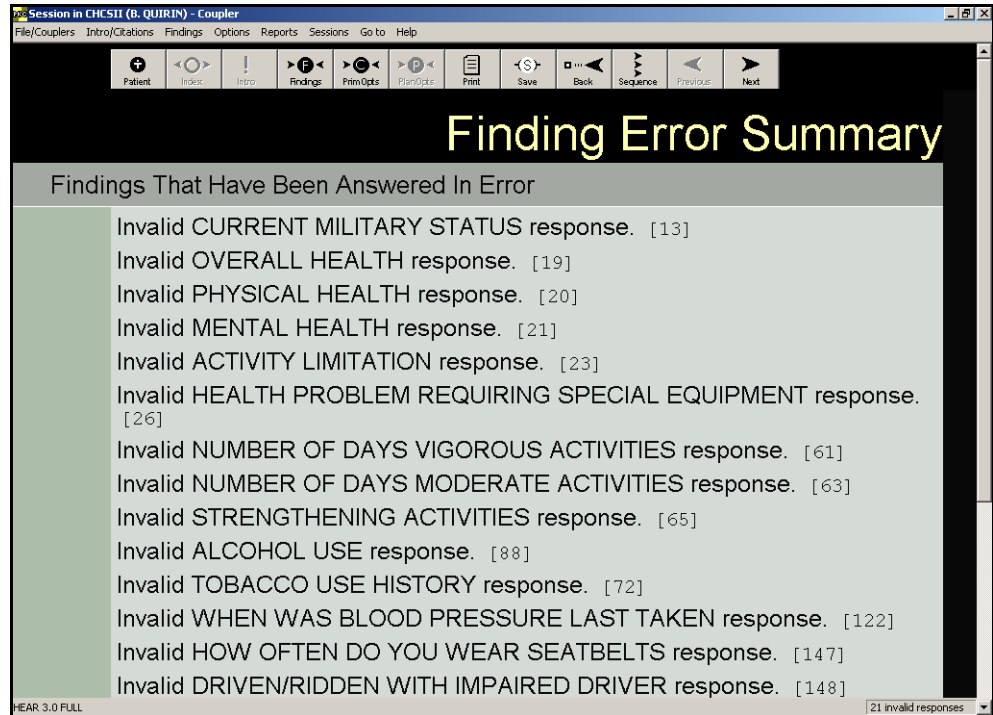 Session in CHCSII (B. QUIRIN) - Coupler
File/Couplers Intro/Citations Findings Options Reports Sessions Go to Help
Patient Index Intro Findings PrimOpts PlanOpts Print Save Back Sequence Previous Next
Finding Error Summary
Findings That Have Been Answered In Error
Invalid CURRENT MILITARY STATUS response. [13]
Invalid OVERALL HEALTH response. [19]
Invalid PHYSICAL HEALTH response. [20]
Invalid MENTAL HEALTH response. [21]
Invalid ACTIVITY LIMITATION response. [23]
Invalid HEALTH PROBLEM REQUIRING SPECIAL EQUIPMENT response.
[26]
Invalid NUMBER OF DAYS VIGOROUS ACTIVITIES response. [61]
Invalid NUMBER OF DAYS MODERATE ACTIVITIES response. [63]
Invalid STRENGTHENING ACTIVITIES response. [65]
Invalid ALCOHOL USE response. [88]
Invalid TOBACCO USE HISTORY response. [72]
Invalid WHEN WAS BLOOD PRESSURE LAST TAKEN response. [122]
Invalid HOW OFTEN DO YOU WEAR SEATBELTS response. [147]
Invalid DRIVEN/RIDDEN WITH IMPAIRED DRIVER response. [148]
HEAR 3.0 FULL 21 invalid responses